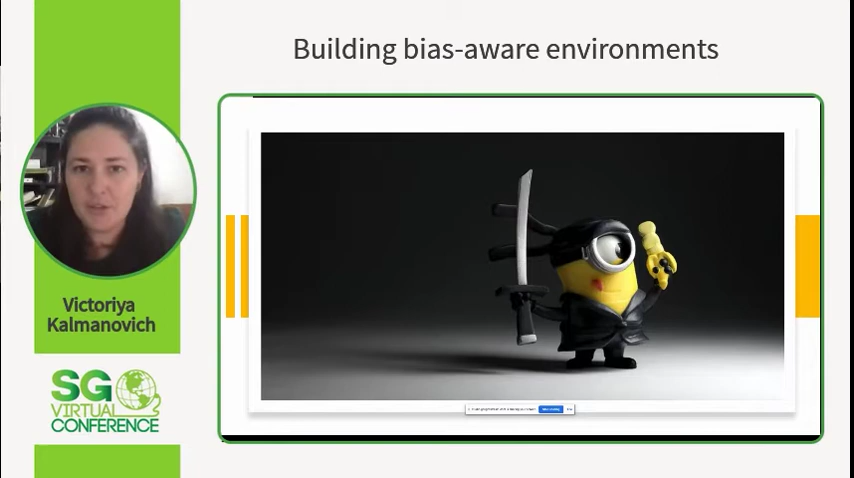 Building bias-aware environments
Victoriya
Kalmanovich
SG
VIRTUAL
CONFERENCE